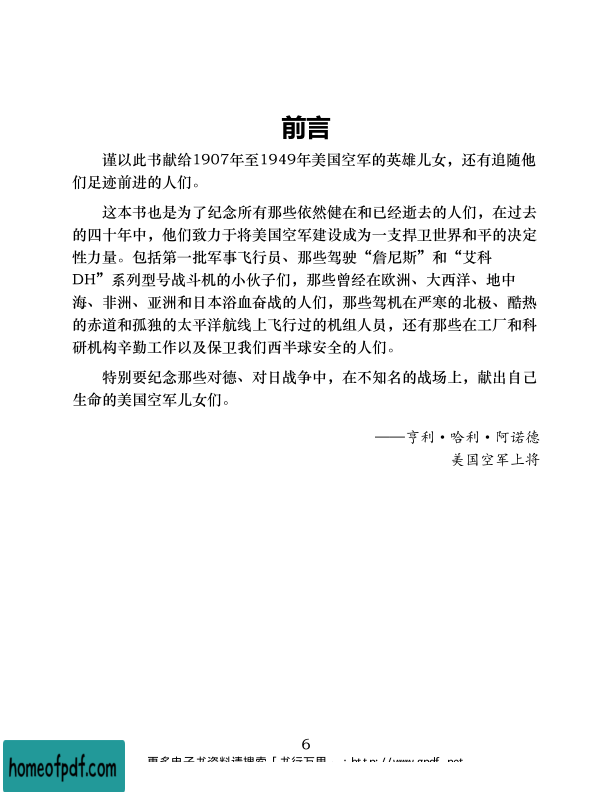 前言
谨以此书献给1907年至1949年美国空军的英雄儿女，还有追随他
们足迹前进的人们。
这本书也是为了纪念所有那些依然健在和已经逝去的人们，在过去
的四十年中，他们致力于将美国空军建设成为一支捍卫世界和平的决定
性力量。包括第一批军事飞行员、那些驾驶“詹尼斯”和“艾科
DH”系列型号战斗机的小伙子们，那些曾经在欧洲、大西洋、地中
海、非洲、亚洲和日本浴血奋战的人们，那些驾机在严寒的北极、酷热
的赤道和孤独的太平洋航线上飞行过的机组人员，还有那些在工厂和科
研机构辛勤工作以及保卫我们西半球安全的人们。
特别要纪念那些对德、对日战争中，在不知名的战场上，献出自己
生命的美国空军儿女们。
——亨利·哈利·阿诺德
美国空军上将
6
更多电子书资料请搜索「书行万里
homeofpdf.com